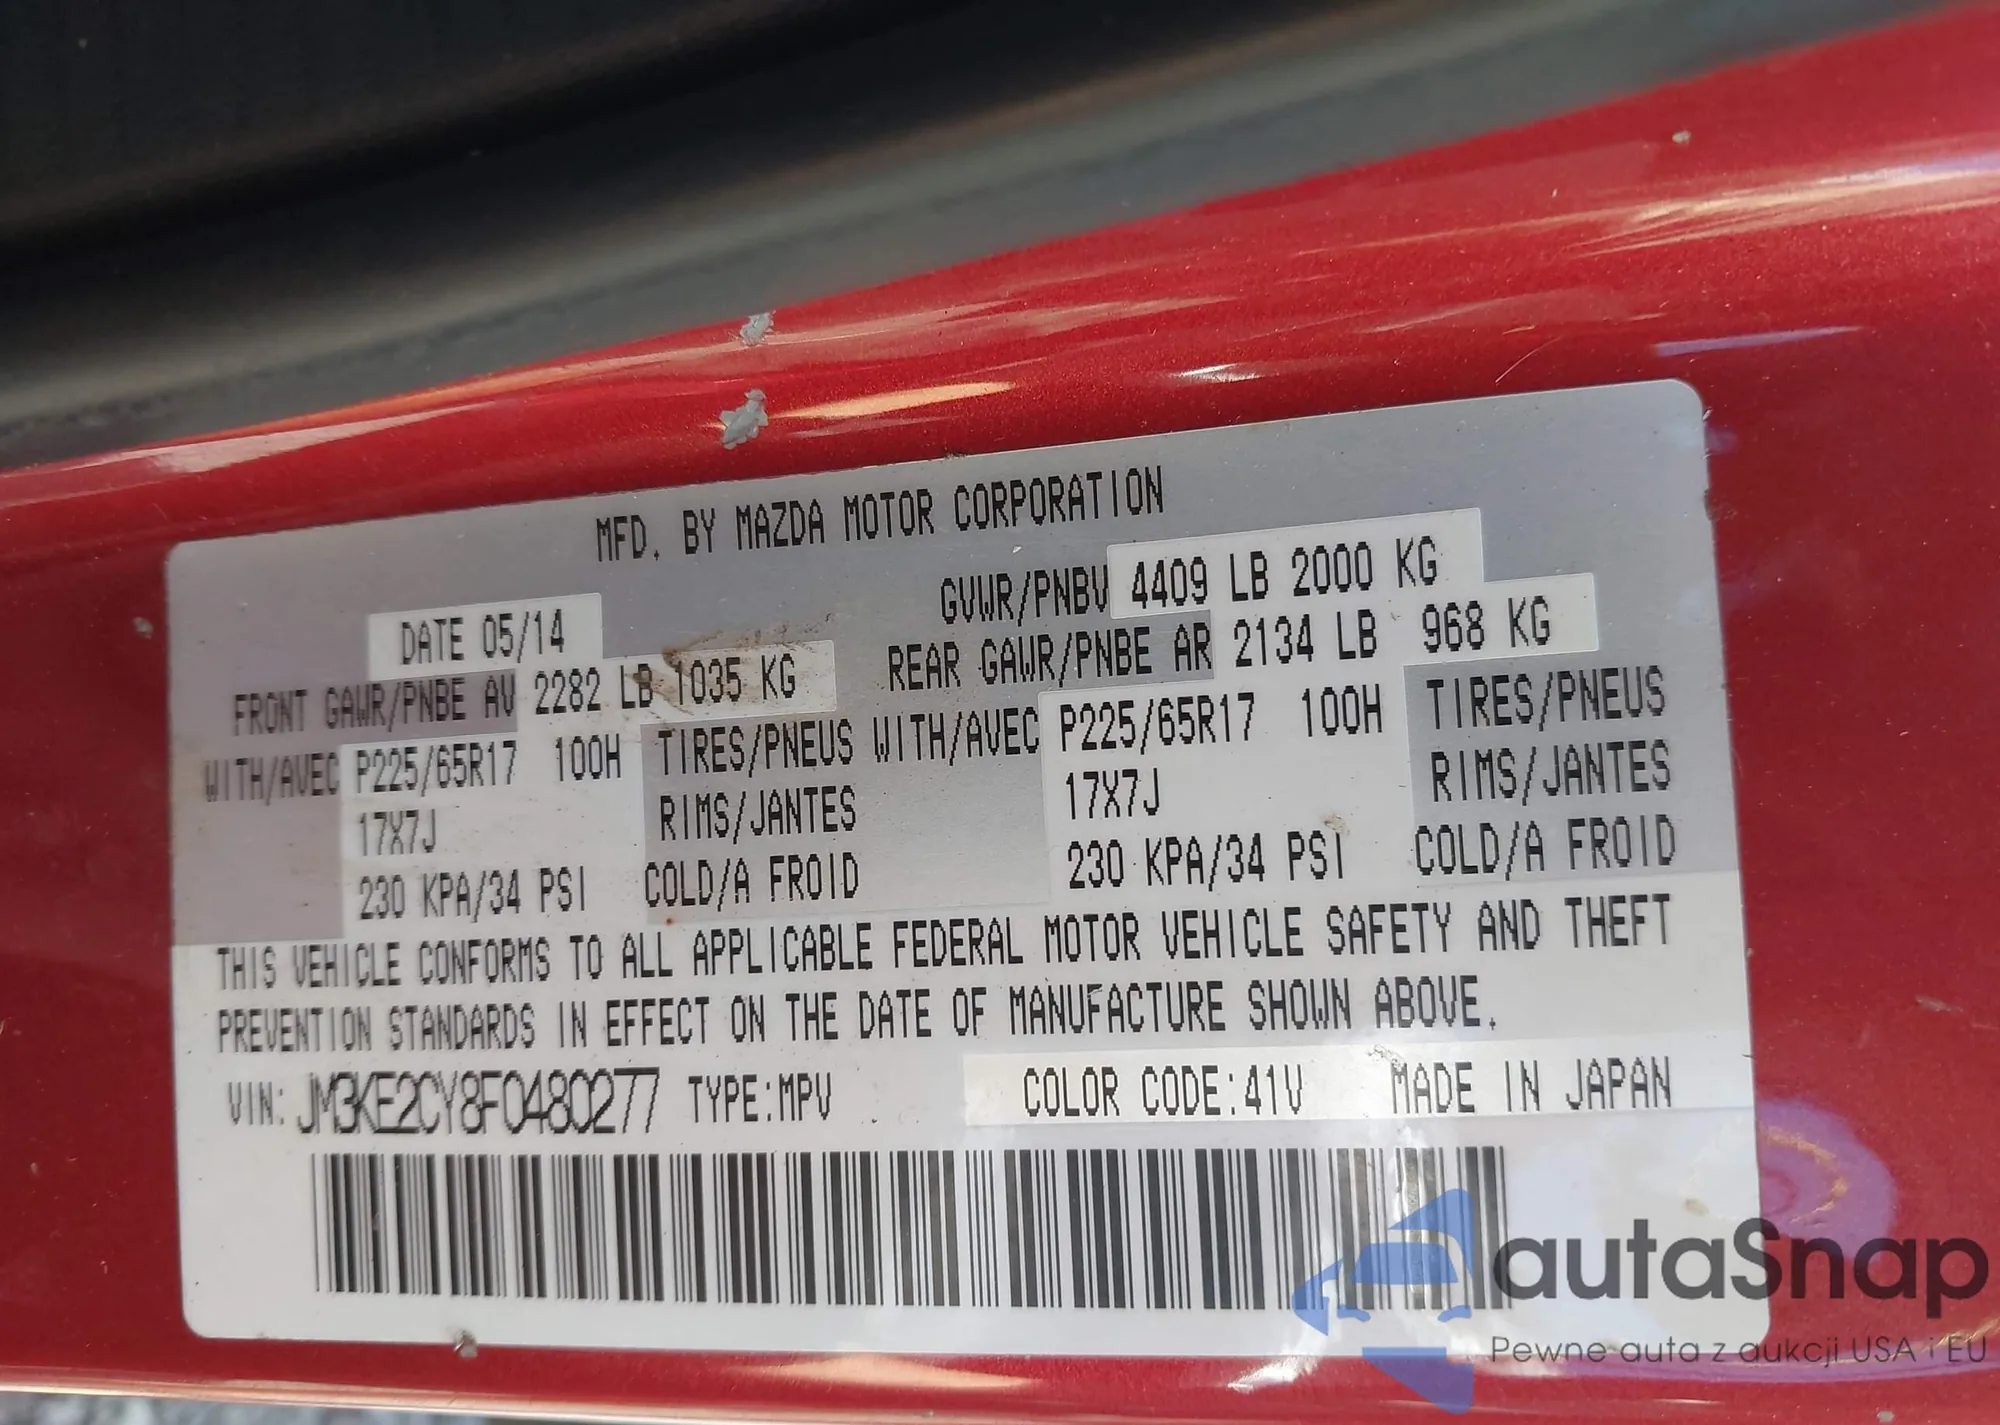 MFD. BY MAZDA MOTOR CORPORATION
DATE 05/14 GVWR/PNBV 4409 LB 2000 KG
FRONT GAWR/PNBE AV 2282 LB 1035 KG REAR GAWR/PNBE AR 2134 LB 968 KG
WITH/AVEC P225/65R17 100H TIRES/PNEUS WITH/AVEC P225/65R17 100H TIRES/PNEUS
17X7J RIMS/JANTES 17X7J RIMS/JANTES
230 KPA/34 PSI COLD/A FROID 230 KPA/34 PSI COLD/A FROID
THIS VEHICLE CONFORMS TO ALL APPLICABLE FEDERAL MOTOR VEHICLE SAFETY AND THEFT
PREVENTION STANDARDS IN EFFECT ON THE DATE OF MANUFACTURE SHOWN ABOVE.
VIN: JM3KE2CY8F0480277 TYPE:MPV COLOR CODE:41V MADE IN JAPAN
autaSnap
Pewne auta z aukcji USA i EU